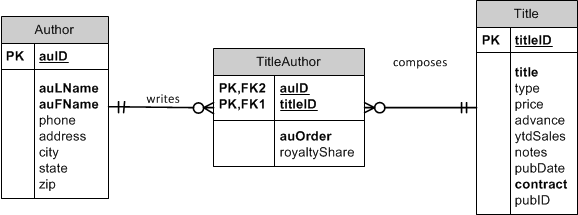 Author
PK auID
auLName
auFName
phone
address
city
state
zip
writes
TitleAuthor
PK,FK2 auID
PK,FK1 titleID
auOrder
royaltyShare
composes
Title
PK titleID
title
type
price
advance
ytdSales
notes
pubDate
contract
pubID